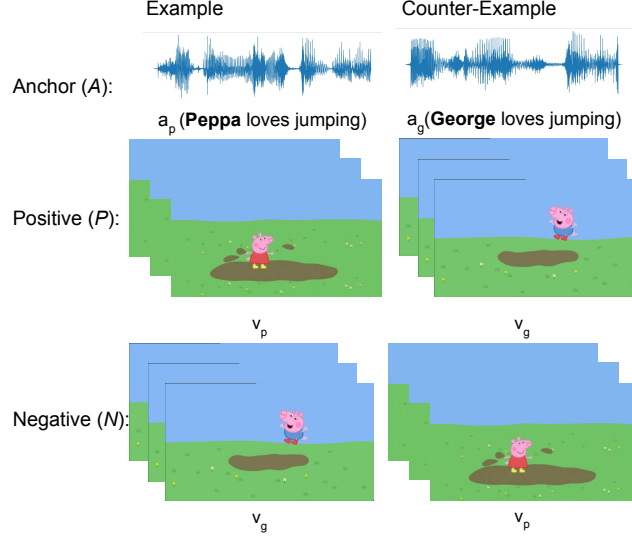 Example Counter-Example
Anchor (A):
a_p (Peppa loves jumping) a_g(George loves jumping)
Positive (P):
v_p v_g
Negative (N):
v_g v_p